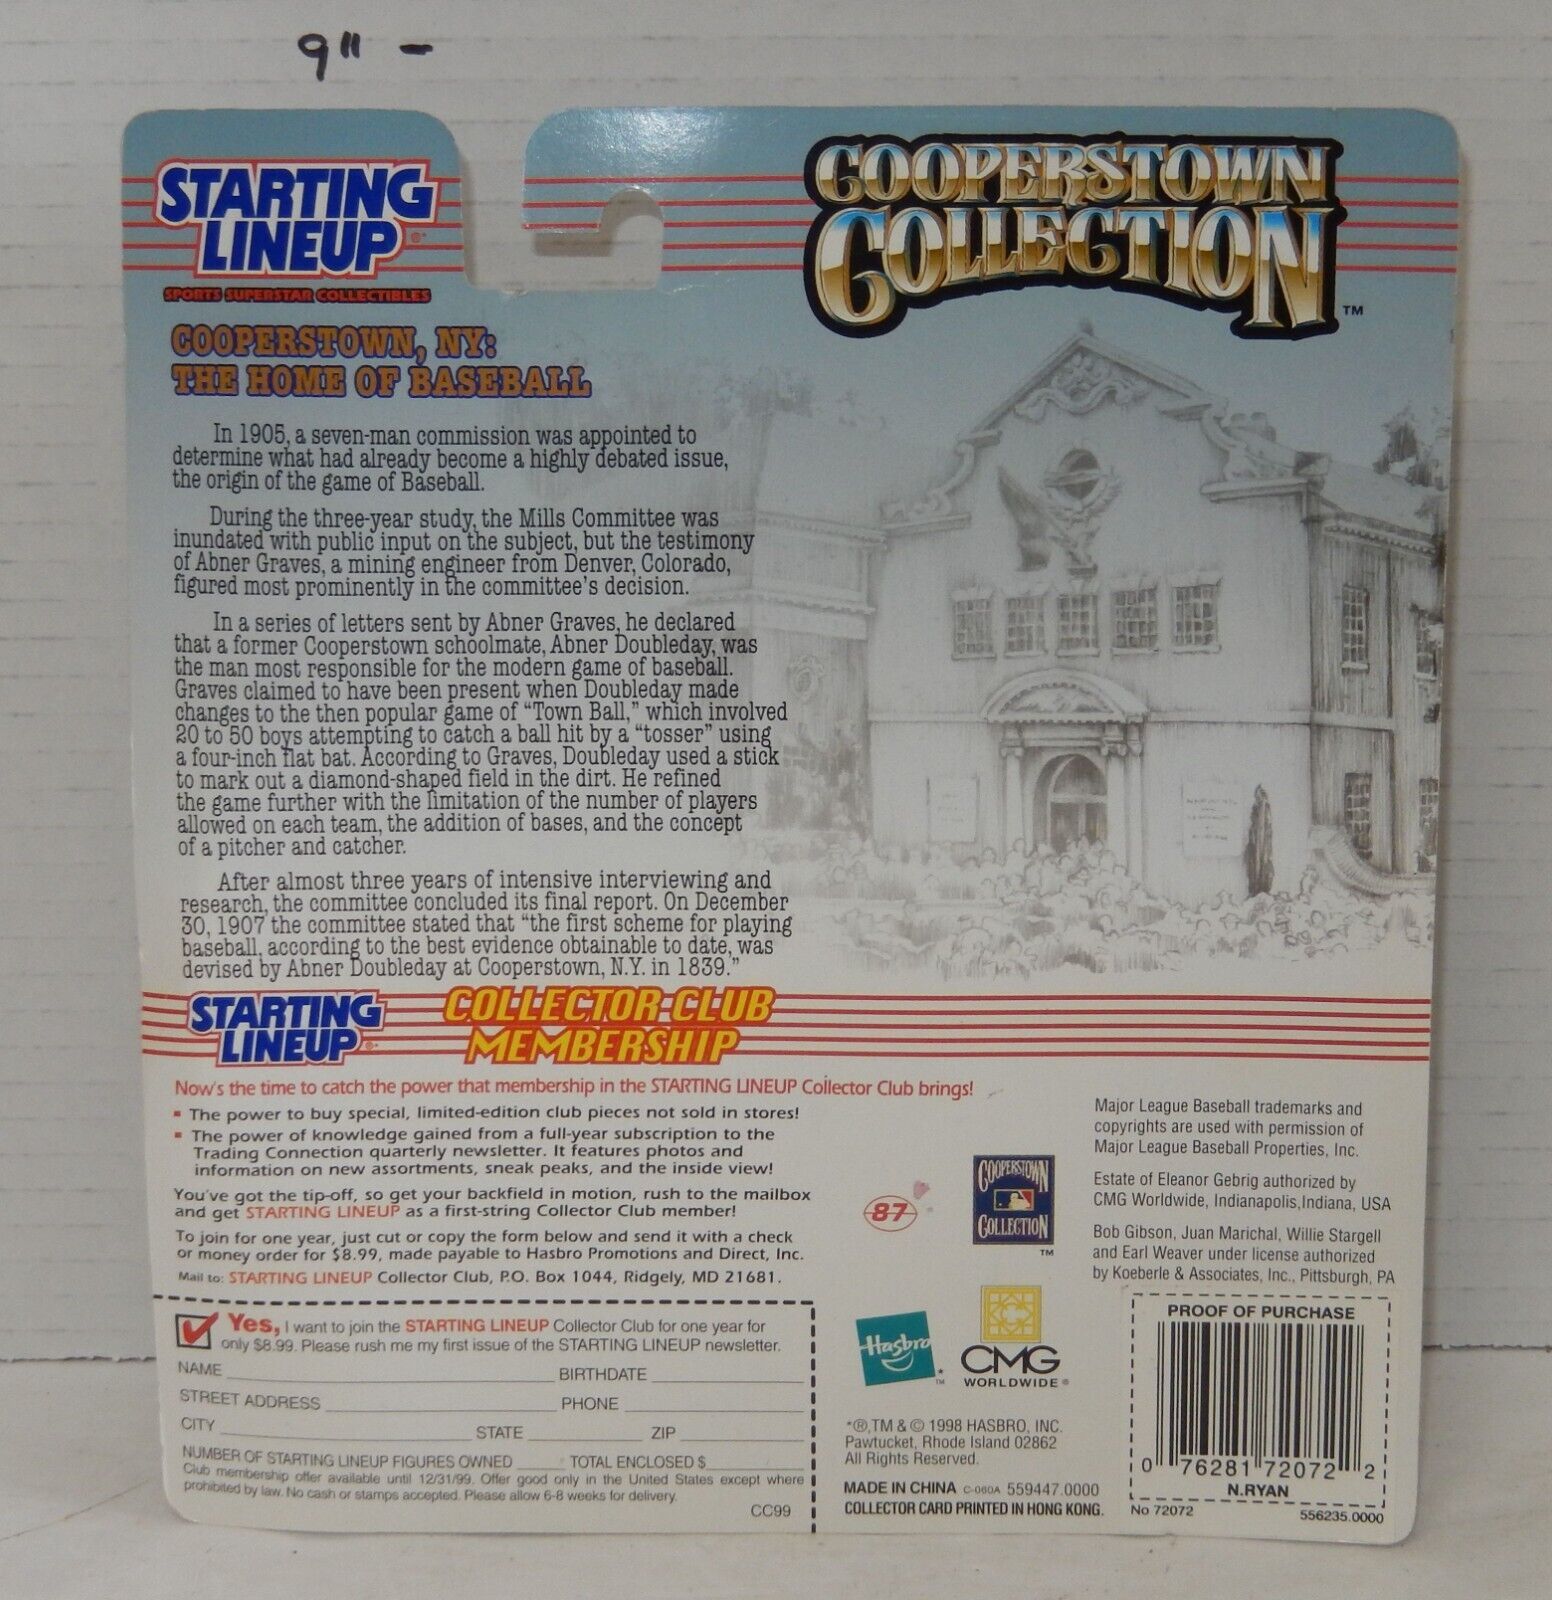 9" -
STARTING
LINEUP®*
SPORTS SUPERSTAR COLLECTIBLES
COOPERSTOWN
COLLECTION™
COOPERSTOWN, NY:
THE HOME OF BASEBALL
In 1905, a seven-man commission was appointed to
determine what had already become a highly debated issue,
the origin of the game of Baseball.
During the three-year study, the Mills Committee was
inundated with public input on the subject, but the testimony
of Abner Graves, a mining engineer from Denver, Colorado,
figured most prominently in the committee's decision.
In a series of letters sent by Abner Graves, he declared
that a former Cooperstown schoolmate, Abner Doubleday, was
the man most responsible for the modern game of baseball.
Graves claimed to have been present when Doubleday made
changes to the then popular game of "Town Ball," which involved
20 to 50 boys attempting to catch a ball hit by a "tosser" using
a four-inch flat bat. According to Graves, Doubleday used a stick
to mark out a diamond-shaped field in the dirt. He refined
the game further with the limitation of the number of players
allowed on each team, the addition of bases, and the concept
of a pitcher and catcher.
After almost three years of intensive interviewing and
research, the committee concluded its final report. On December
30, 1907 the committee stated that "the first scheme for playing
baseball, according to the best evidence obtainable to date, was
devised by Abner Doubleday at Cooperstown, N.Y. in 1839."
STARTING
LINEUP®*
COLLECTOR CLUB
MEMBERSHIP
Now's the time to catch the power that membership in the STARTING LINEUP Collector Club brings!
The power to buy special, limited-edition club pieces not sold in stores!
The power of knowledge gained from a full-year subscription to the
Trading Connection quarterly newsletter. It features photos and
information on new assortments, sneak peaks, and the inside view!
You've got the tip-off, so get your backfield in motion, rush to the mailbox
and get STARTING LINEUP as a first-string Collector Club member!
To join for one year, just cut or copy the form below and send it with a check
or money order for $8.99, made payable to Hasbro Promotions and Direct, Inc.
Mail to: STARTING LINEUP Collector Club, P.O. Box 1044, Ridgely, MD 21681.
Yes, I want to join the STARTING LINEUP Collector Club for one year for
only $8.99. Please rush me my first issue of the STARTING LINEUP newsletter.
NAME BIRTHDATE
STREET ADDRESS PHONE
CITY STATE ZIP
NUMBER OF STARTING LINEUP FIGURES OWNED TOTAL ENCLOSED $
Club membership offer available until 12/31/99. Offer good only in the United States except where
prohibited by law. No cash or stamps accepted. Please allow 6-8 weeks for delivery.
CC99
87
COOPERSTOWN
COLLECTION
™
Hasbro
*™
CMG
WORLDWIDE®
*®,TM & © 1998 HASBRO, INC.
Pawtucket, Rhode Island 02862
All Rights Reserved.
MADE IN CHINA C-060A 559447.0000
COLLECTOR CARD PRINTED IN HONG KONG.
Major League Baseball trademarks and
copyrights are used with permission of
Major League Baseball Properties, Inc.
Estate of Eleanor Gebrig authorized by
CMG Worldwide, Indianapolis,Indiana, USA
Bob Gibson, Juan Marichal, Willie Stargell
and Earl Weaver under license authorized
by Koeberle & Associates, Inc., Pittsburgh, PA
PROOF OF PURCHASE
0 76281 72072 2
N.RYAN
No 72072
556235.0000